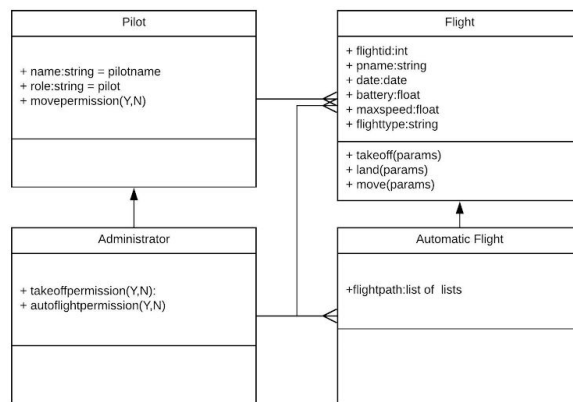 Pilot
+ name:string = pilotname
+ role:string = pilot
+ movepermission(Y,N)
Flight
+ flightid:int
+ pname:string
+ date:date
+ battery:float
+ maxspeed:float
+ flighttype:string
+ takeoff(params)
+ land(params)
+ move(params)
Administrator
+ takeoffpermission(Y,N):
+ autoflightpermission(Y,N)
Automatic Flight
+flightpath:list of lists